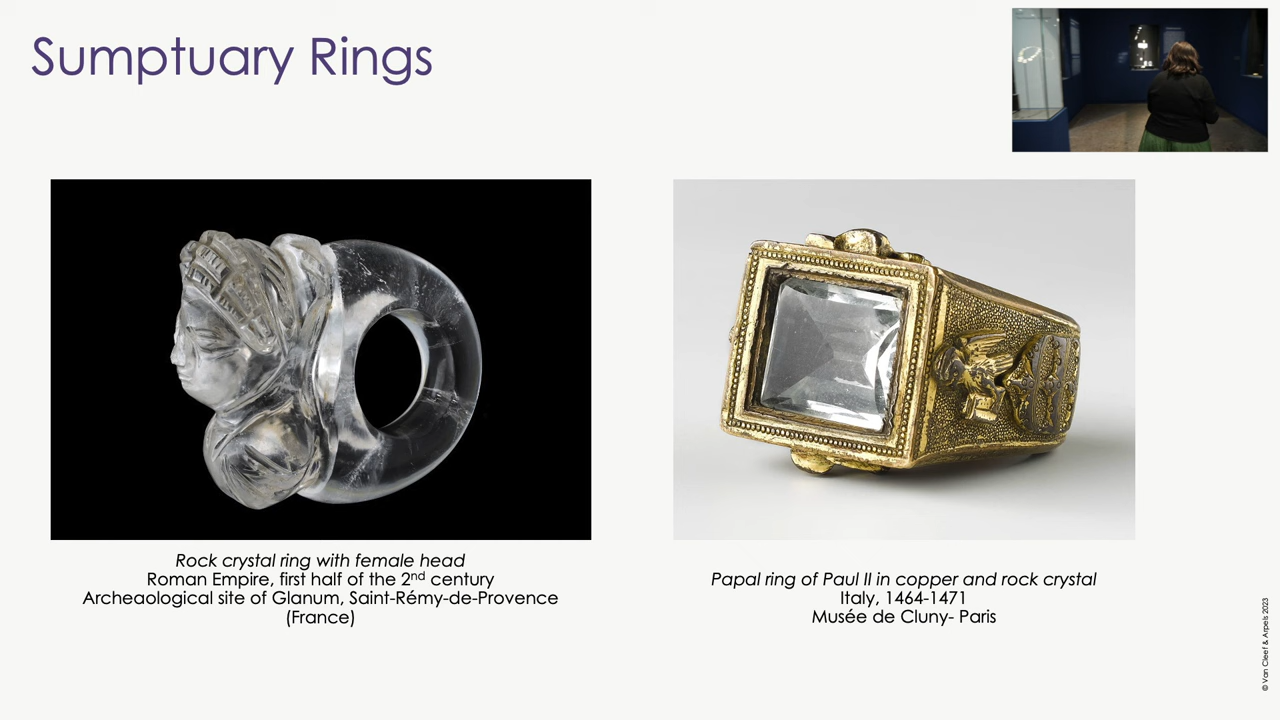 Sumptuary Rings
Rock crystal ring with female head
Roman Empire, first half of the 2nd century
Archeaological site of Glanum, Saint-Rémy-de-Provence
(France)
Papal ring of Paul II in copper and rock crystal
Italy, 1464-1471
Musée de Cluny- Paris
© Van Cleef & Arpels 2023